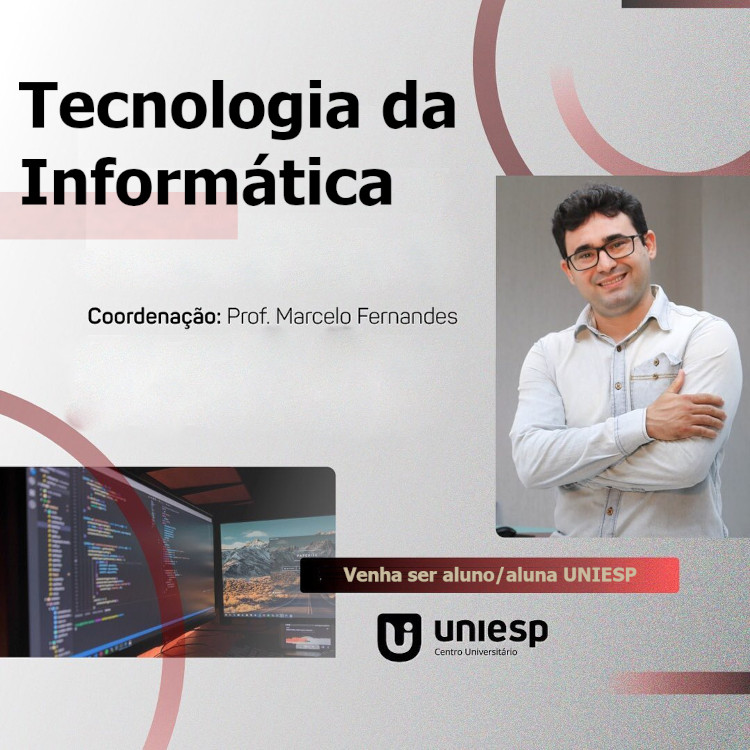 Tecnologia da
Informática
Coordenação: Prof. Marcelo Fernandes
Venha ser aluno/aluna UNIESP
uniesp
Centro Universitário